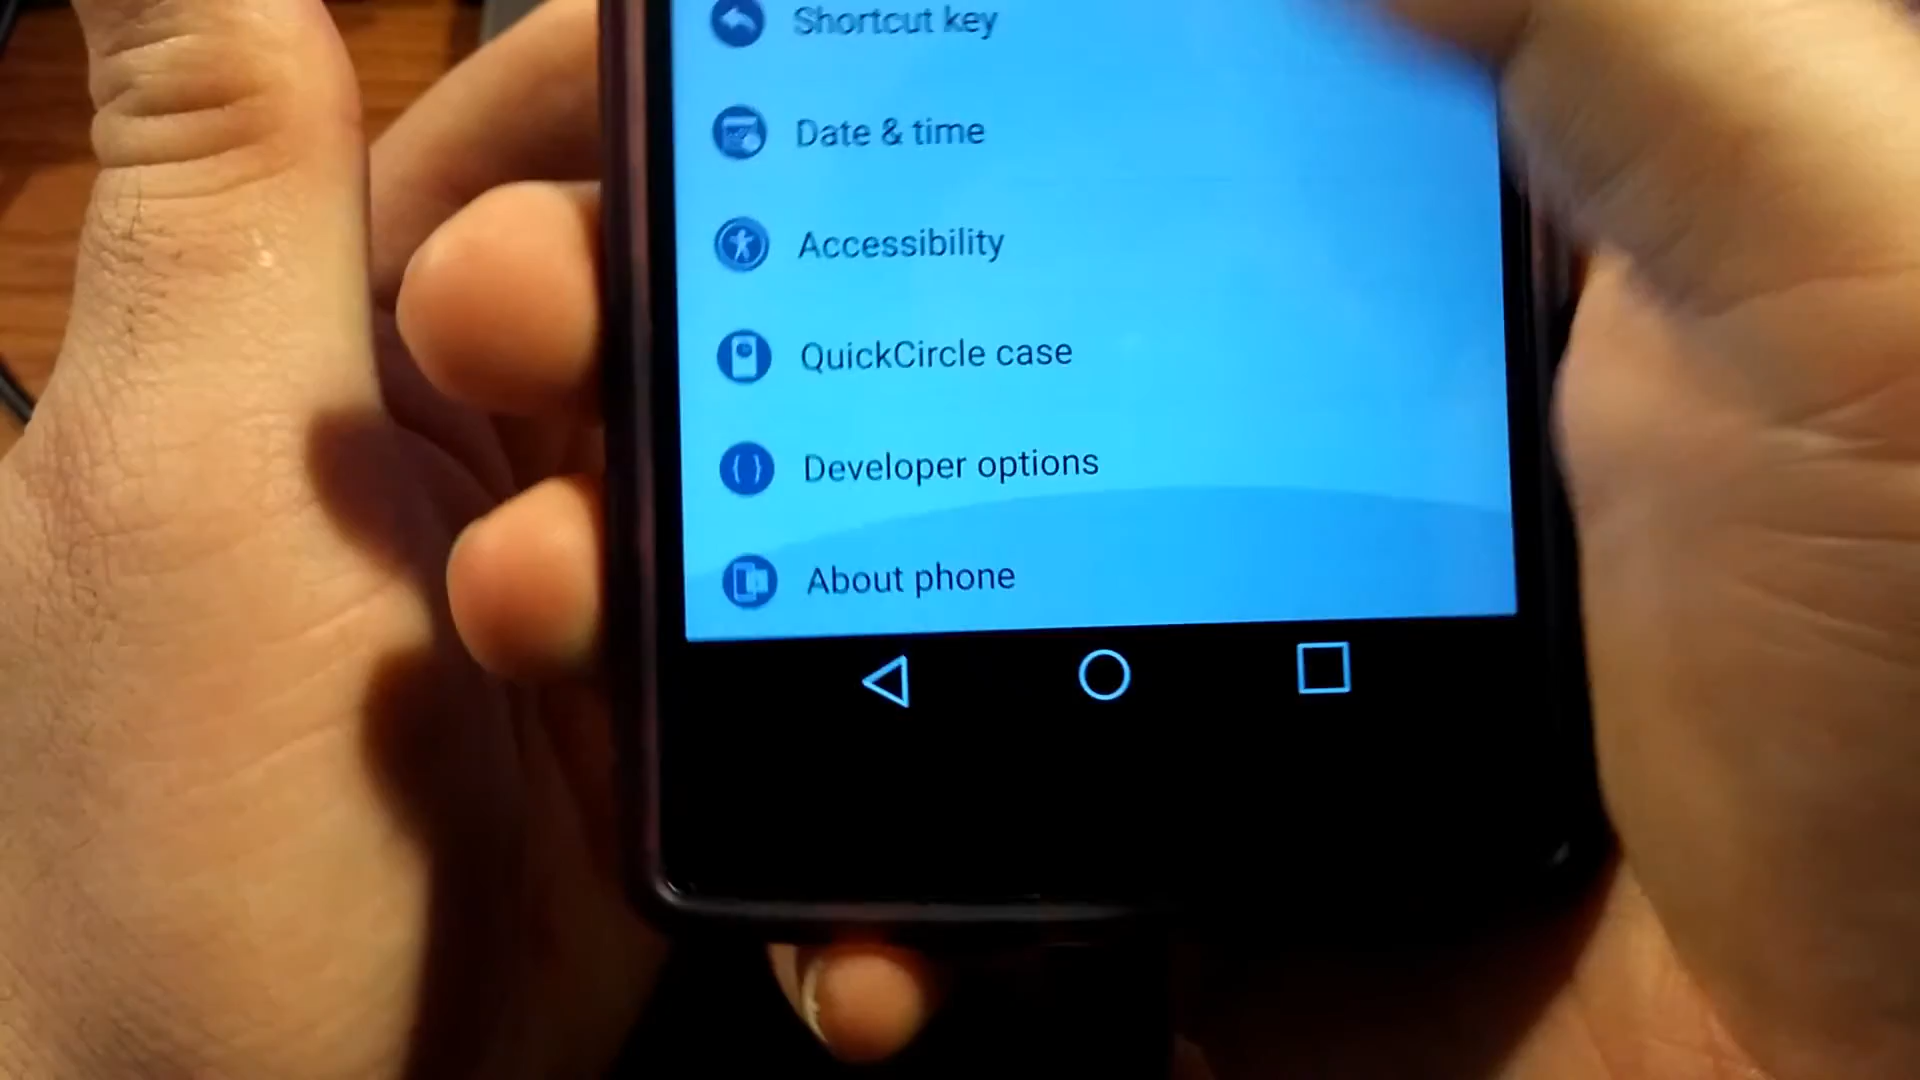 Shortcut key
Date & time
Accessibility
QuickCircle case
Developer options
About phone